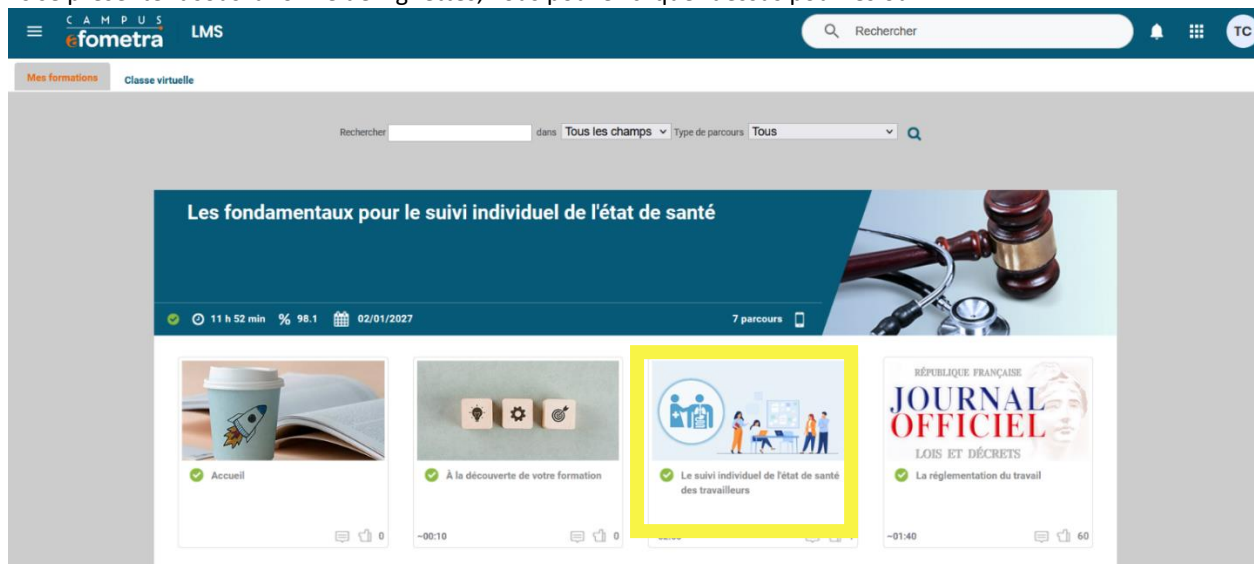 CAMPUS
efometra
LMS
Rechercher
TC
Mes formations
Classe virtuelle
Rechercher
dans Tous les champs
Type de parcours Tous
Les fondamentaux pour le suivi individuel de l'état de santé
11 h 52 min % 98.1 02/01/2027
7 parcours
RÉPUBLIQUE FRANÇAISE
JOURNAL
OFFICIEL
LOIS ET DÉCRETS
Accueil
À la découverte de votre formation
Le suivi individuel de l'état de santé
des travailleurs
La réglementation du travail
0
~00:10
0
~01:40
60